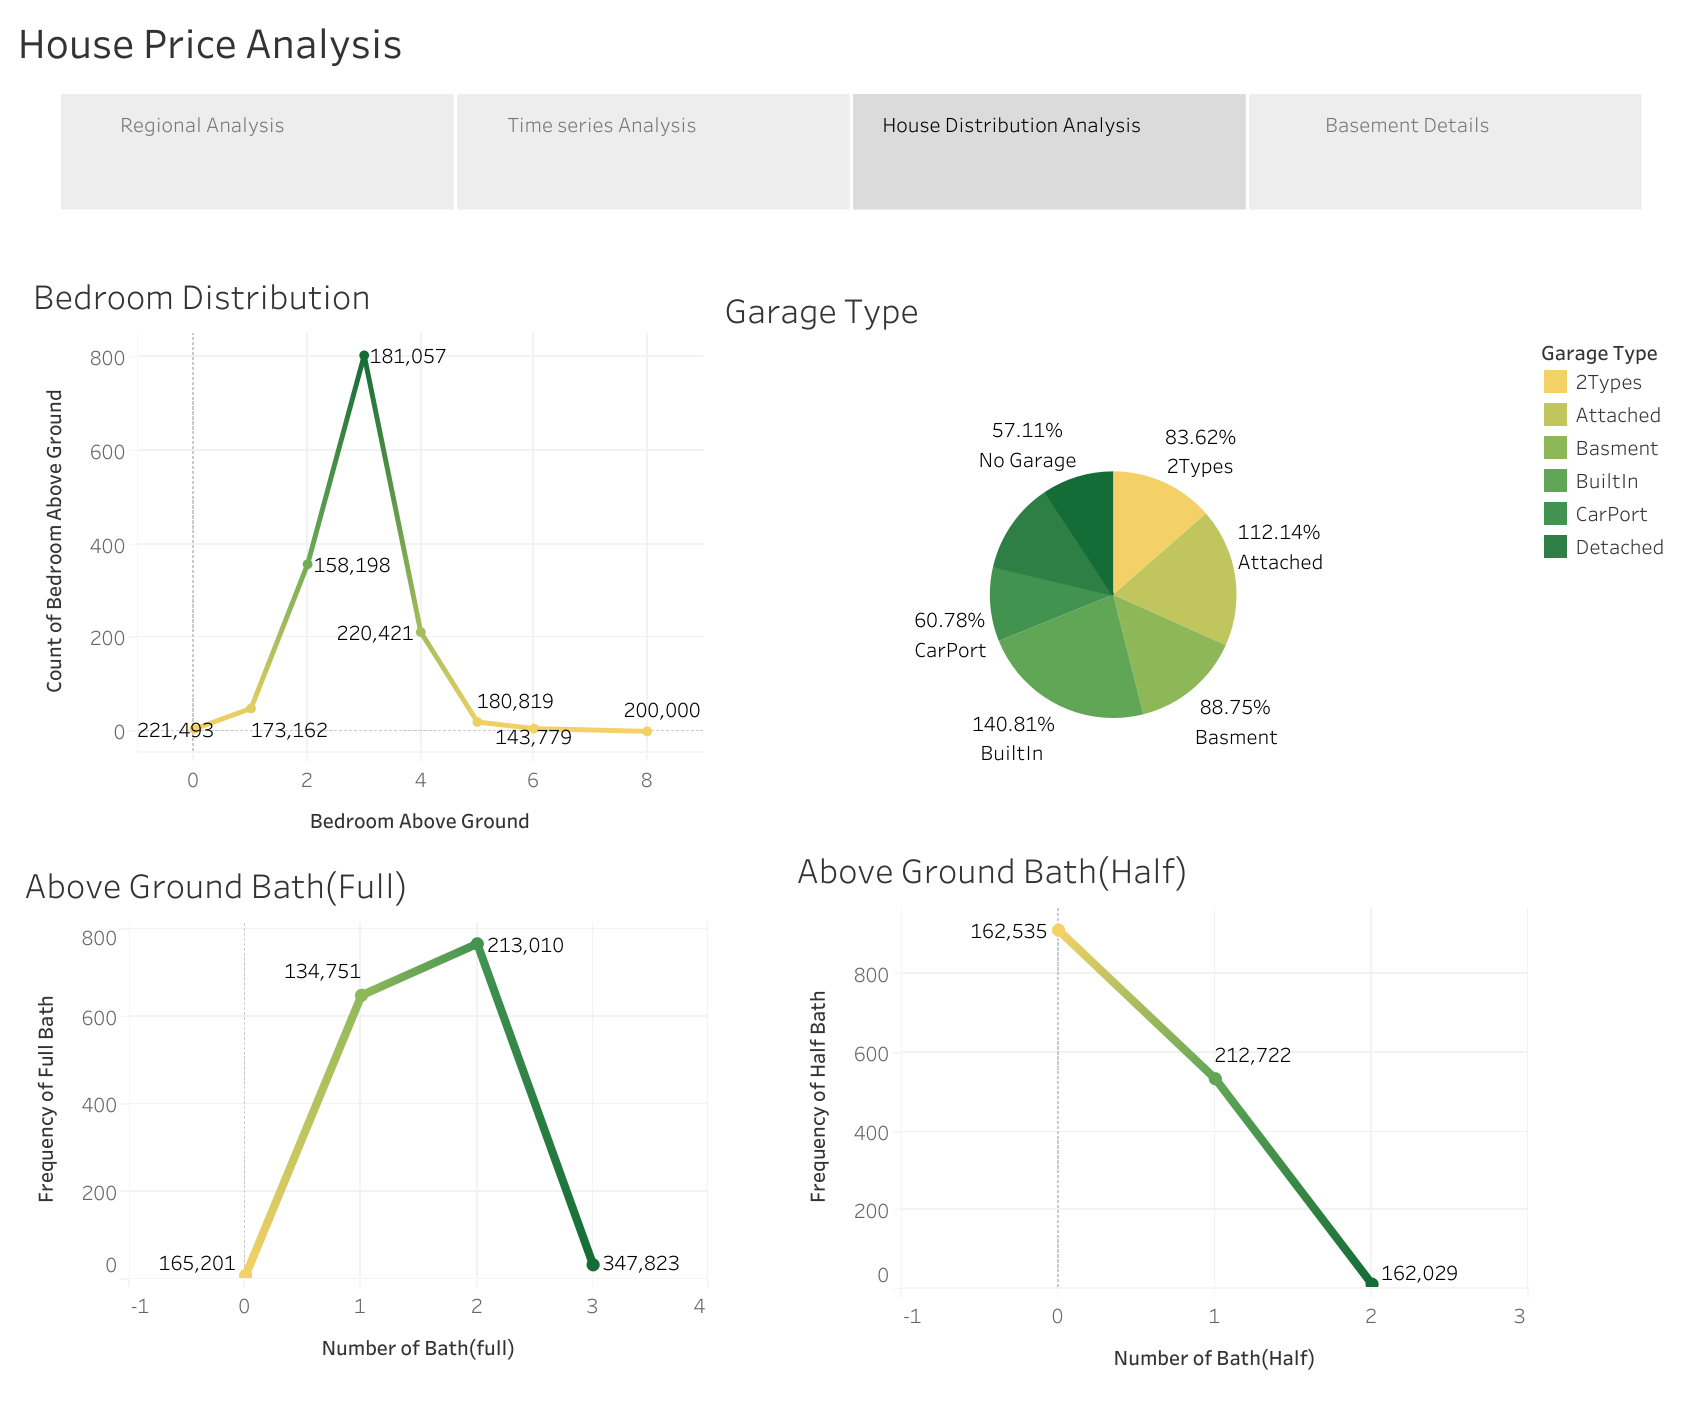 House Price Analysis
Regional Analysis
Time series Analysis
House Distribution Analysis
Basement Details
Bedroom Distribution
Count of Bedroom Above Ground
800
600
400
200
0
181,057
158,198
220,421
180,819
200,000
221,493
173,162
143,779
0
2
4
6
8
Bedroom Above Ground
Garage Type
57.11%
No Garage
83.62%
2Types
112.14%
Attached
60.78%
CarPort
88.75%
Basment
140.81%
BuiltIn
Garage Type
2Types
Attached
Basment
BuiltIn
CarPort
Detached
Above Ground Bath(Full)
Frequency of Full Bath
800
600
400
200
0
134,751
213,010
165,201
347,823
-1
0
1
2
3
4
Number of Bath(full)
Above Ground Bath(Half)
Frequency of Half Bath
800
600
400
200
0
162,535
212,722
162,029
-1
0
1
2
3
Number of Bath(Half)